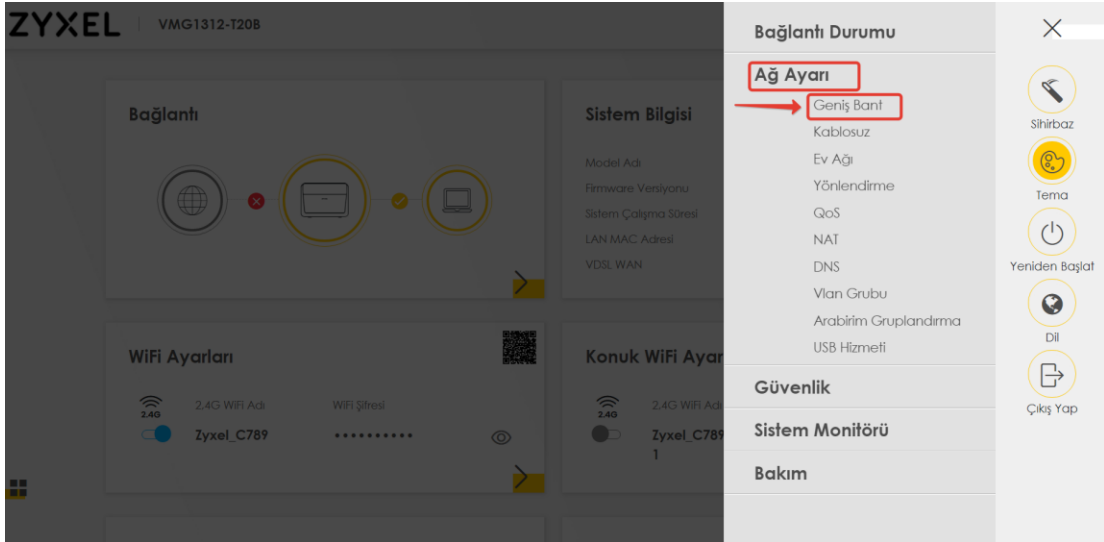 ZYXEL VMG1312-T20B
Bağlantı
Sistem Bilgisi
Model Adı
Firmware Versiyonu
Sistem Çalışma Süresi
LAN MAC Adresi
VDSL WAN
WiFi Ayarları
2.4G
2.4G WiFi Adı
WiFi Şifresi
Zyxel_C789
••••••••••
Konuk WiFi Ayar
2.4G
2.4G WiFi Adı
Zyxel_C789
1
Bağlantı Durumu
Ağ Ayarı
Geniş Bant
Kablosuz
Ev Ağı
Yönlendirme
QoS
NAT
DNS
Vlan Grubu
Arabirim Gruplandırma
USB Hizmeti
Güvenlik
Sistem Monitörü
Bakım
Sihirbaz
Tema
Yeniden Başlat
Dil
Çıkış Yap